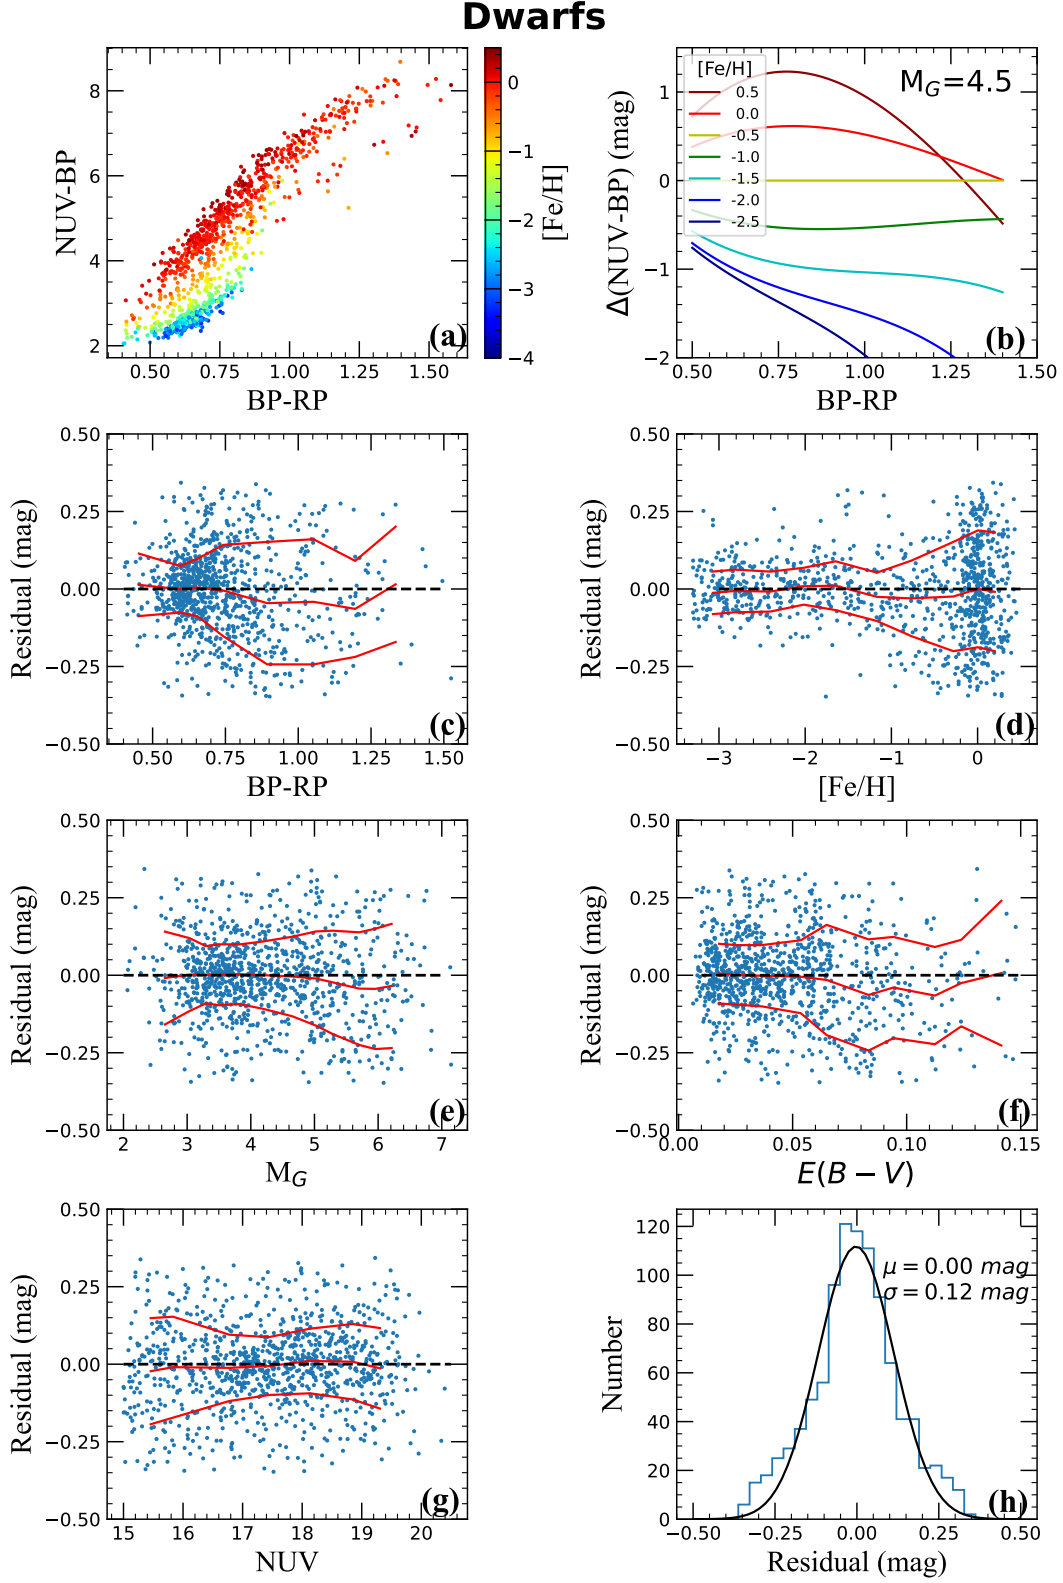 Dwarfs
NUV-BP
8
6
4
2
0.50 0.75 1.00 1.25 1.50
BP-RP
(a)
0
−1
−2
−3
−4
[Fe/H]
Δ(NUV-BP) (mag)
1
0
−1
−2
[Fe/H]
0.5
0.0
-0.5
-1.0
-1.5
-2.0
-2.5
M_G=4.5
(b)
0.50 0.75 1.00 1.25 1.50
BP-RP
Residual (mag)
0.50
0.25
0.00
−0.25
−0.50
(c)
0.50 0.75 1.00 1.25 1.50
BP-RP
Residual (mag)
0.50
0.25
0.00
−0.25
−0.50
(d)
−3 −2 −1 0
[Fe/H]
Residual (mag)
0.50
0.25
0.00
−0.25
−0.50
(e)
2 3 4 5 6 7
M_G
Residual (mag)
0.50
0.25
0.00
−0.25
−0.50
(f)
0.00 0.05 0.10 0.15
E(B − V)
Residual (mag)
0.50
0.25
0.00
−0.25
−0.50
(g)
15 16 17 18 19 20
NUV
Number
120
100
80
60
40
20
0
μ = 0.00 mag
σ = 0.12 mag
(h)
−0.50 −0.25 0.00 0.25 0.50
Residual (mag)